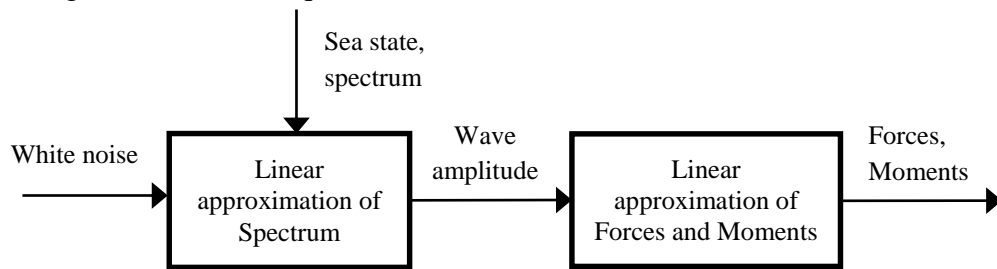 Sea state,
spectrum
White noise
Linear
approximation of
Spectrum
Wave
amplitude
Linear
approximation of
Forces and Moments
Forces,
Moments